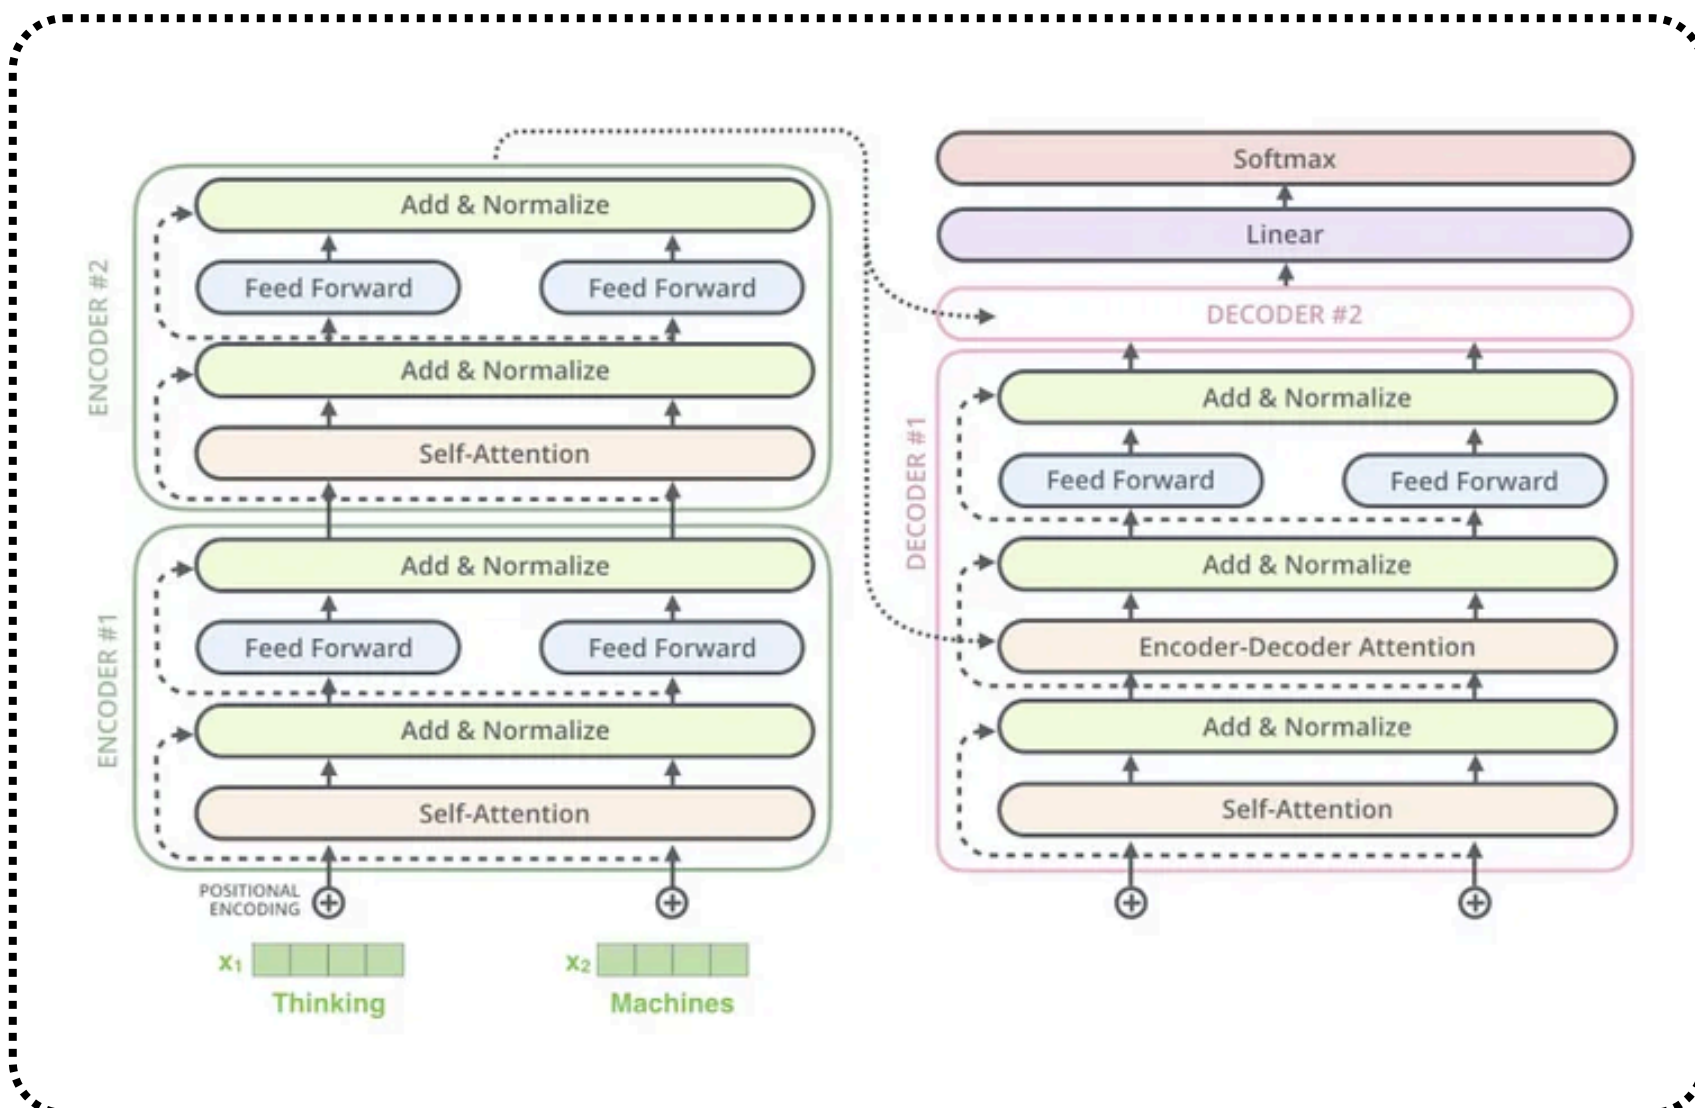 ENCODER #2
Add & Normalize
Feed Forward
Feed Forward
Add & Normalize
Self-Attention
ENCODER #1
Add & Normalize
Feed Forward
Feed Forward
Add & Normalize
Self-Attention
POSITIONAL
ENCODING
x₁
x₂
Thinking
Machines
Softmax
Linear
DECODER #2
DECODER #1
Add & Normalize
Feed Forward
Feed Forward
Add & Normalize
Encoder-Decoder Attention
Add & Normalize
Self-Attention